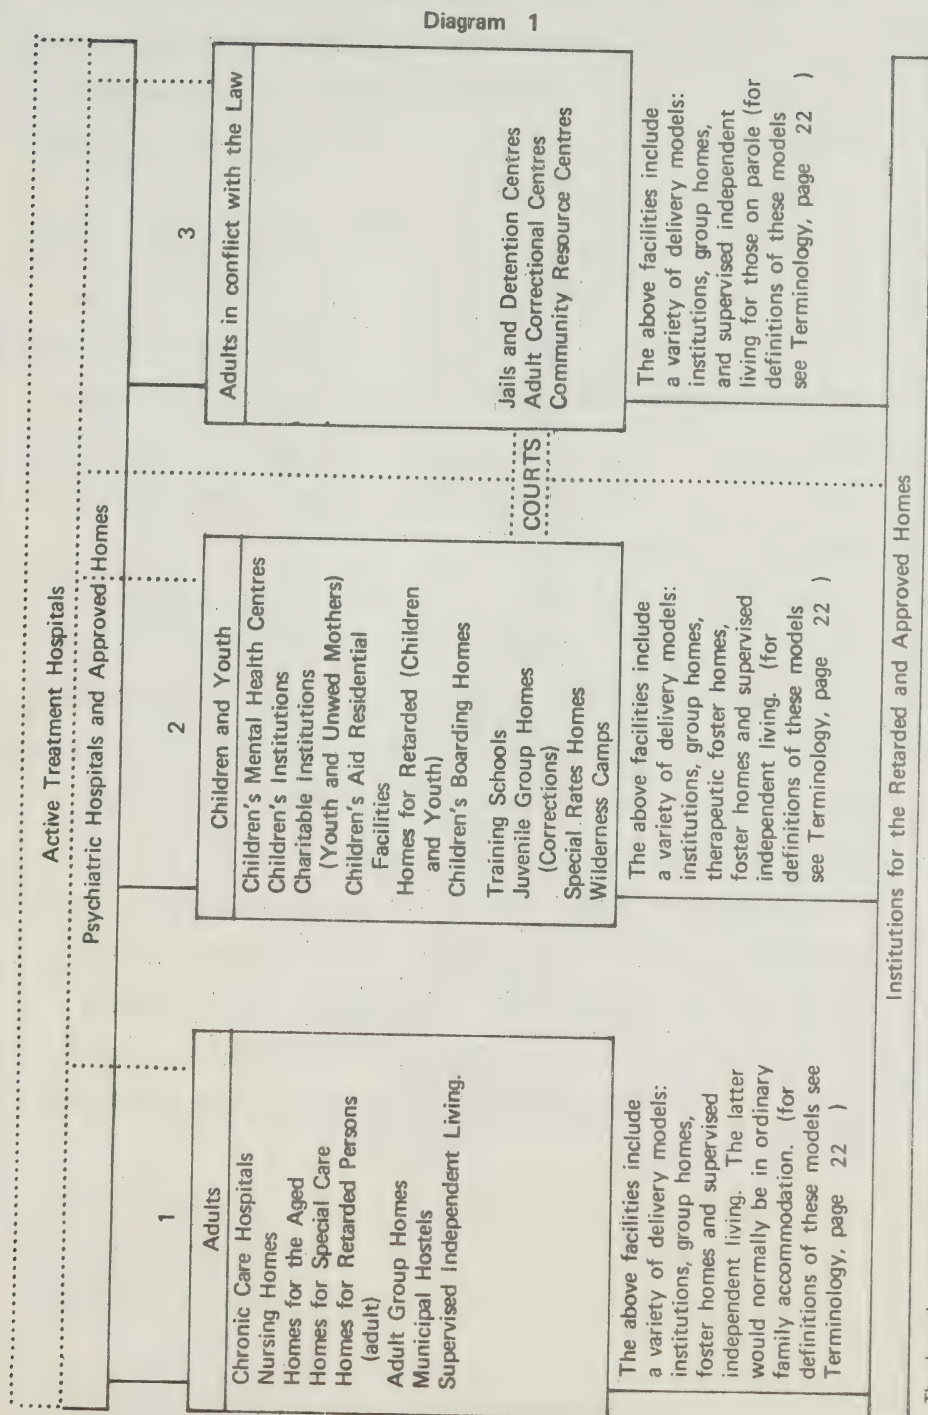 Diagram 1
Active Treatment Hospitals
Psychiatric Hospitals and Approved Homes
1
Adults
Chronic Care Hospitals
Nursing Homes
Homes for the Aged
Homes for Special Care
Homes for Retarded Persons
(adult)
Adult Group Homes
Municipal Hostels
Supervised Independent Living.
The above facilities include
a variety of delivery models:
institutions, group homes,
foster homes and supervised
independent living. The latter
would normally be in ordinary
family accommodation. (for
definitions of these models see
Terminology, page 22 )
2
Children and Youth
Children's Mental Health Centres
Children's Institutions
Charitable Institutions
(Youth and Unwed Mothers)
Children's Aid Residential
Facilities
Homes for Retarded (Children
and Youth)
Children's Boarding Homes
Training Schools
Juvenile Group Homes
(Corrections)
Special Rates Homes
Wilderness Camps
The above facilities include
a variety of delivery models:
institutions, group homes,
therapeutic foster homes,
foster homes and supervised
independent living. (for
definitions of these models
see Terminology, page 22 )
COURTS
3
Adults in conflict with the Law
Jails and Detention Centres
Adult Correctional Centres
Community Resource Centres
The above facilities include
a variety of delivery models:
institutions, group homes,
and supervised independent
living for those on parole (for
definitions of these models
see Terminology, page 22 )
Institutions for the Retarded and Approved Homes